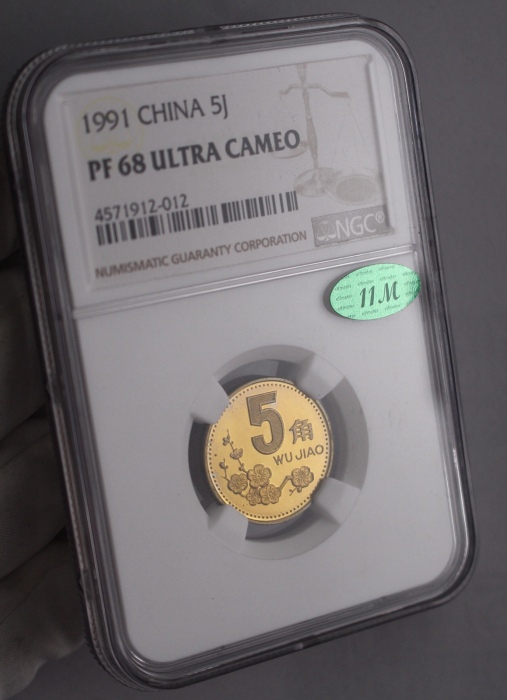 1991 CHINA 5J
PF 68 ULTRA CAMEO
4571912-012
NGC®
NUMISMATIC GUARANTY CORPORATION
11M
5角
WU JIAO